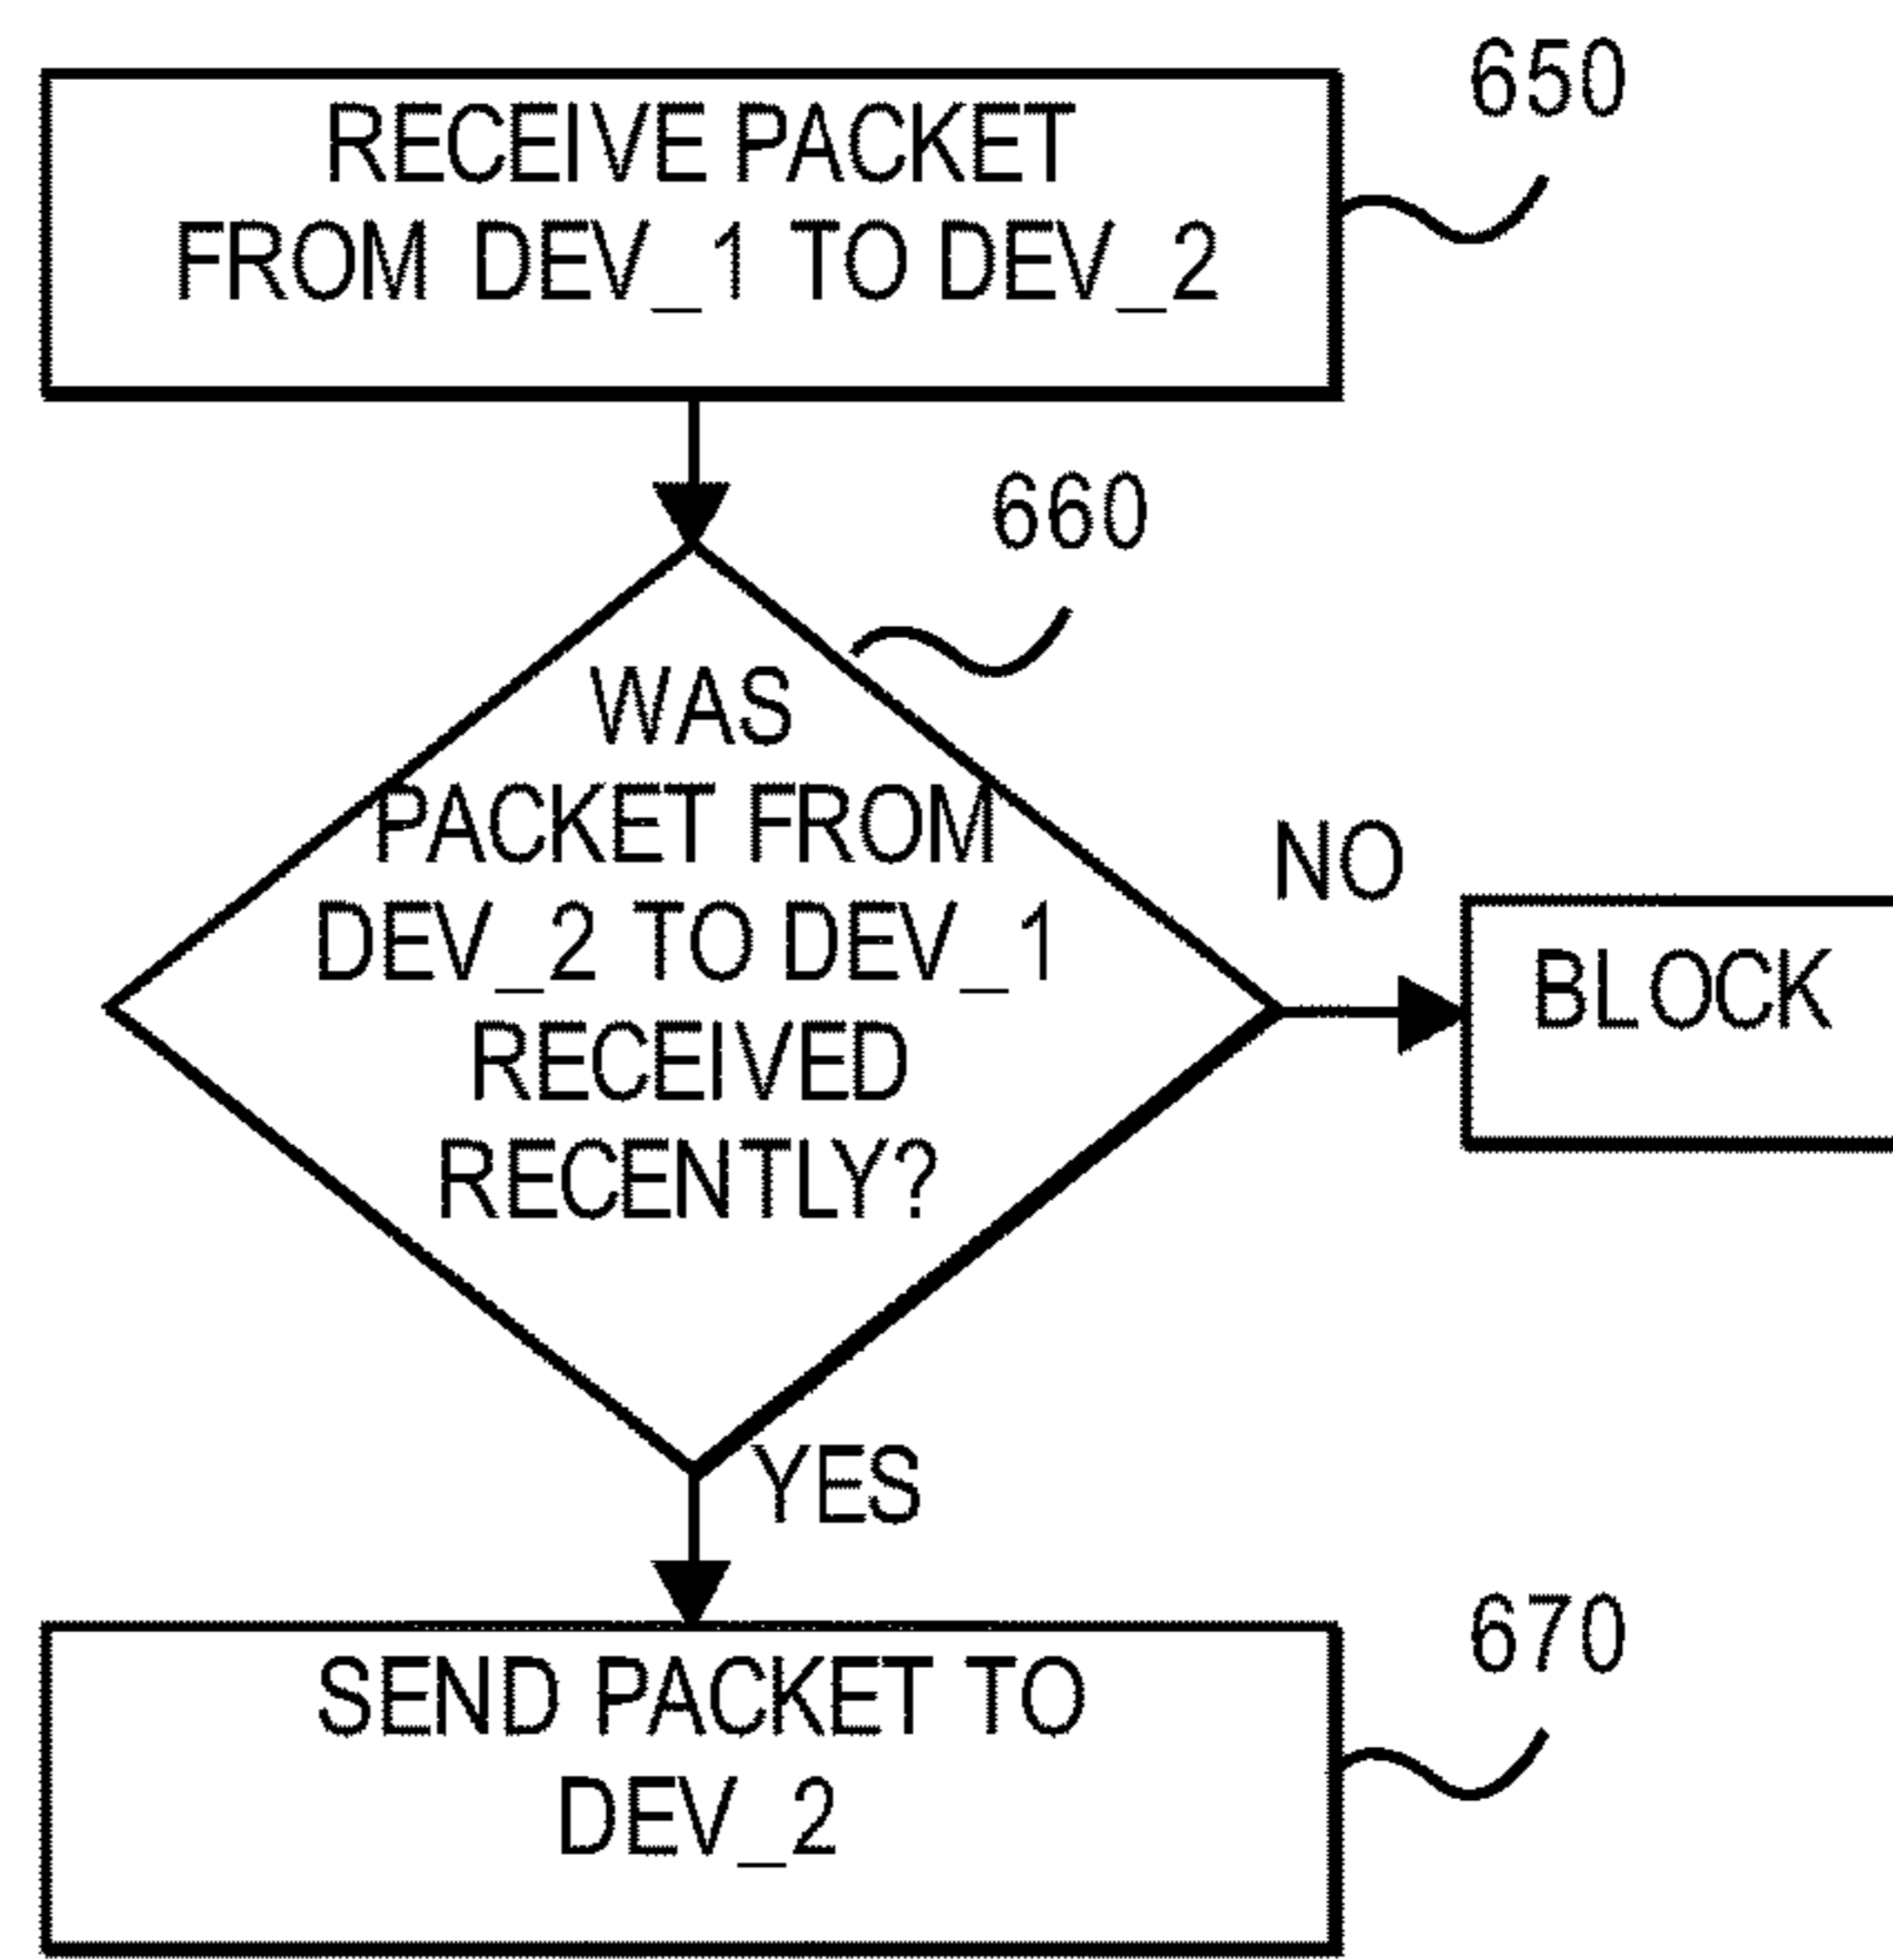 650
RECEIVE PACKET
FROM DEV_1 TO DEV_2
660
WAS
PACKET FROM
DEV_2 TO DEV_1
RECEIVED
RECENTLY?
NO
BLOCK
YES
670
SEND PACKET TO
DEV_2